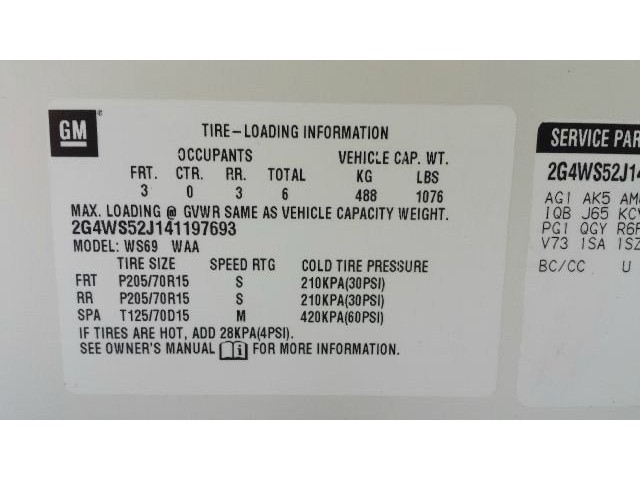 GM
TIRE-LOADING INFORMATION
OCCUPANTS VEHICLE CAP. WT.
FRT. CTR. RR. TOTAL KG LBS
3 0 3 6 488 1076
MAX. LOADING @ GVWR SAME AS VEHICLE CAPACITY WEIGHT.
2G4WS52J141197693
MODEL: WS69 WAA
TIRE SIZE SPEED RTG COLD TIRE PRESSURE
FRT P205/70R15 S 210KPA(30PSI)
RR P205/70R15 S 210KPA(30PSI)
SPA T125/70D15 M 420KPA(60PSI)
IF TIRES ARE HOT, ADD 28KPA(4PSI).
SEE OWNER'S MANUAL i FOR MORE INFORMATION.
SERVICE PAR
2G4WS52J14
AG1 AK5 AM
IQB J65 KC
PG1 QGY R6
V73 1SA 1SZ
BC/CC U